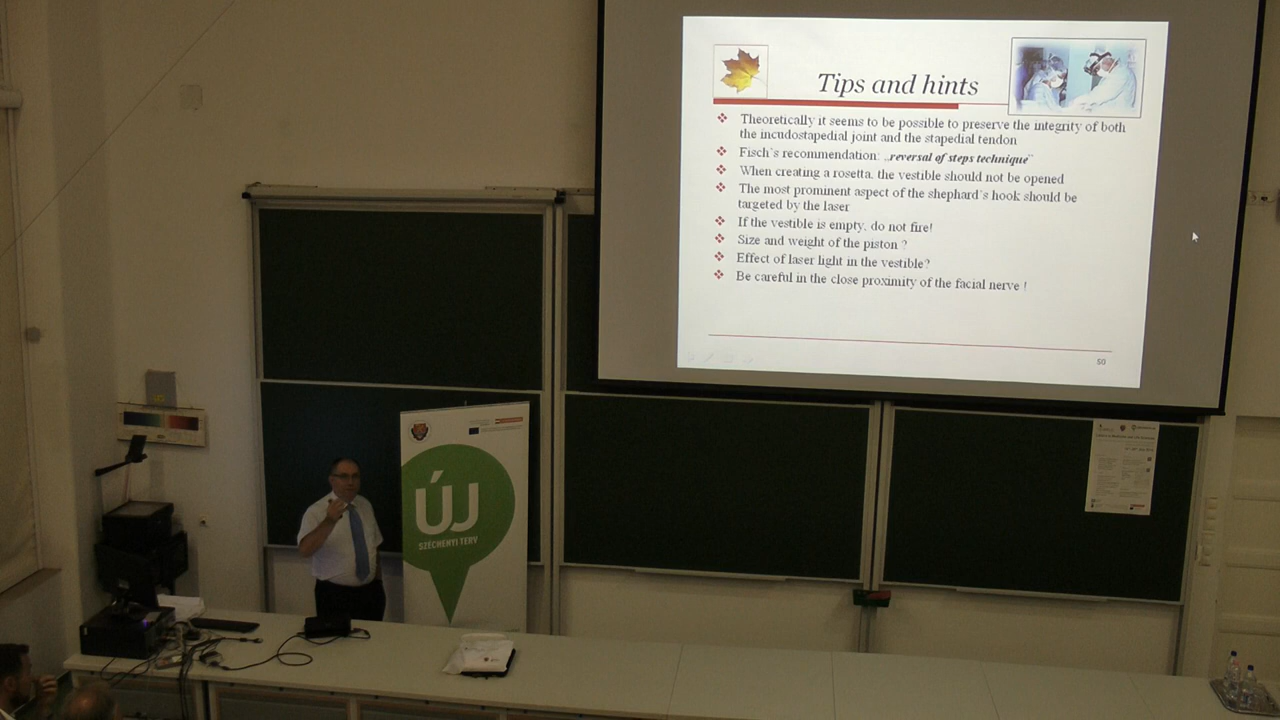 Tips and hints
Theoretically it seems to be possible to preserve the integrity of both
the incudostapedial joint and the stapedial tendon
Fisch's recommendation: „reversal of steps technique"
When creating a rosetta, the vestible should not be opened
The most prominent aspect of the shephard's hook should be
targeted by the laser
If the vestible is empty, do not fire!
Size and weight of the piston ?
Effect of laser light in the vestible?
Be careful in the close proximity of the facial nerve !
50
ÚJ
SZÉCHENYI TERV